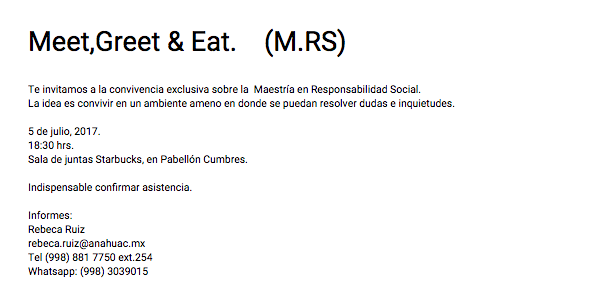 Meet,Greet & Eat. (M.RS)
Te invitamos a la convivencia exclusiva sobre la Maestría en Responsabilidad Social.
La idea es convivir en un ambiente ameno en donde se puedan resolver dudas e inquietudes.
5 de julio, 2017.
18:30 hrs.
Sala de juntas Starbucks, en Pabellón Cumbres.
Indispensable confirmar asistencia.
Informes:
Rebeca Ruiz
rebeca.ruiz@anahuac.mx
Tel (998) 881 7750 ext.254
Whatsapp: (998) 3039015